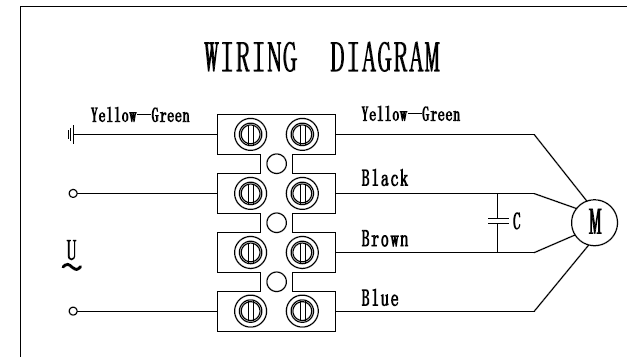 WIRING DIAGRAM
Yellow-Green
Yellow-Green
Black
C
M
U
~
Brown
Blue